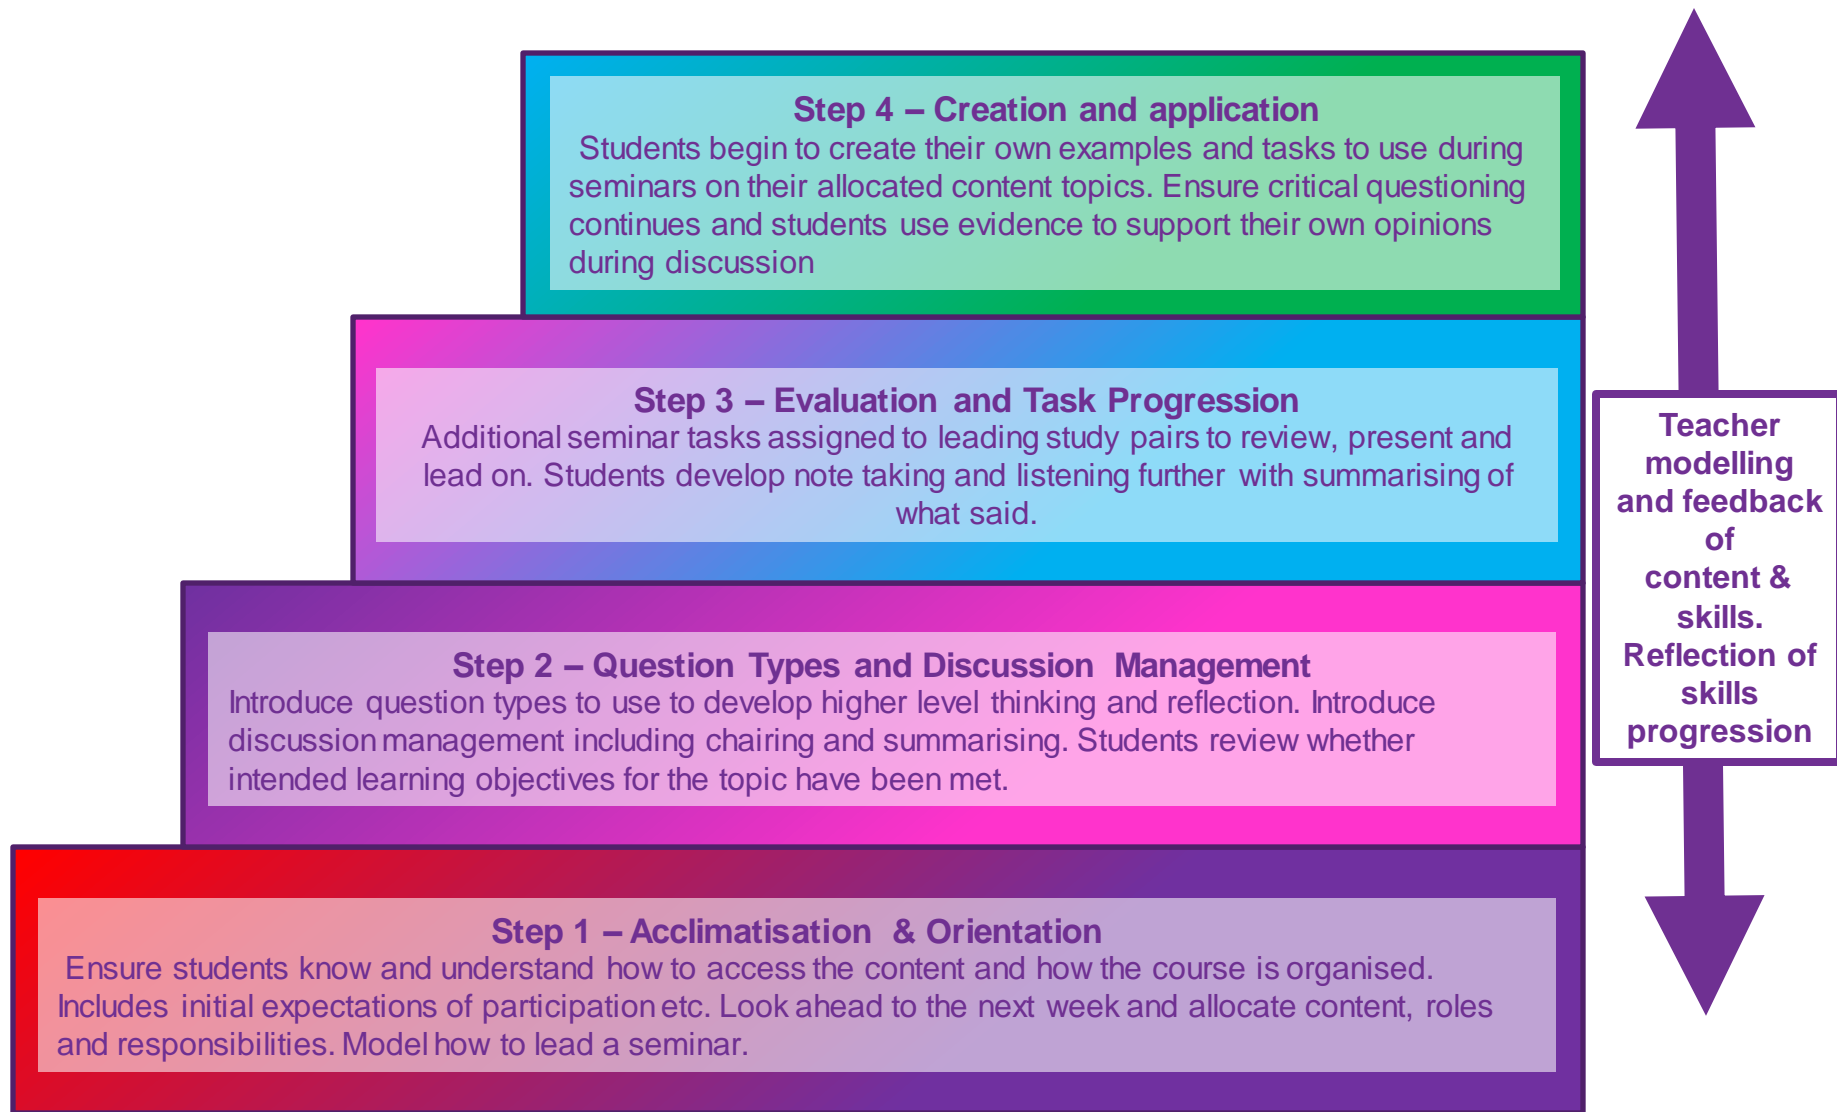 Step 4 – Creation and application
Students begin to create their own examples and tasks to use during
seminars on their allocated content topics. Ensure critical questioning
continues and students use evidence to support their own opinions
during discussion
Step 3 – Evaluation and Task Progression
Additional seminar tasks assigned to leading study pairs to review, present and
lead on. Students develop note taking and listening further with summarising of
what said.
Step 2 – Question Types and Discussion Management
Introduce question types to use to develop higher level thinking and reflection. Introduce
discussion management including chairing and summarising. Students review whether
intended learning objectives for the topic have been met.
Step 1 – Acclimatisation & Orientation
Ensure students know and understand how to access the content and how the course is organised.
Includes initial expectations of participation etc. Look ahead to the next week and allocate content, roles
and responsibilities. Model how to lead a seminar.
Teacher
modelling
and feedback
of
content &
skills.
Reflection of
skills
progression